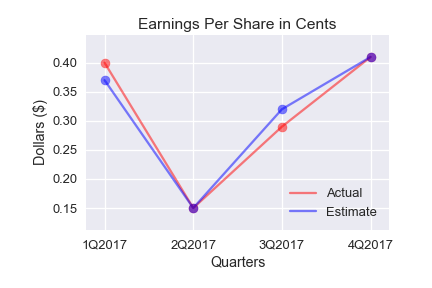 Earnings Per Share in Cents
0.40
0.35
0.30
0.25
0.20
0.15
Dollars ($)
Actual
Estimate
1Q2017 2Q2017 3Q2017 4Q2017
Quarters